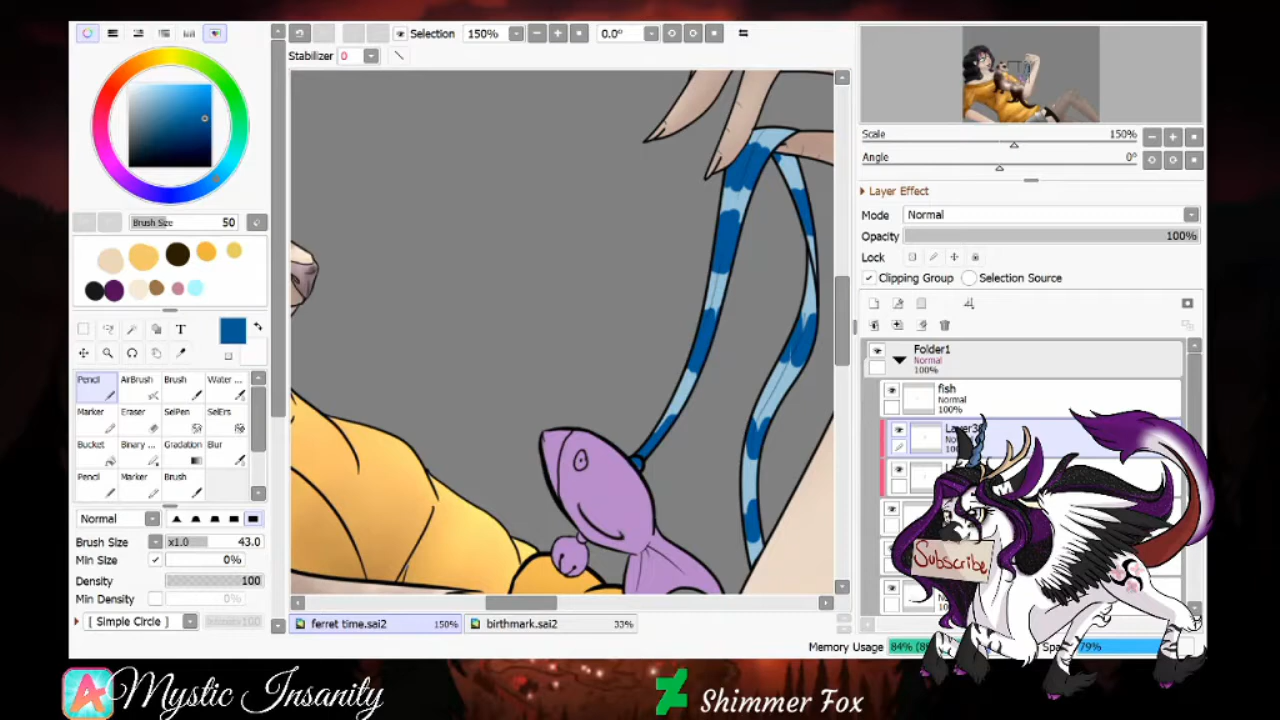 Selection 150% 0.0°
Stabilizer 0
Scale 150%
Angle 0°
Layer Effect
Mode Normal
Opacity 100%
Lock
Clipping Group Selection Source
Brush Size 50
T
Folder1
Normal
100%
fish
Normal
100%
Pencil AirBrush Brush Water ...
Marker Eraser SelPen SelErs
Bucket Binary ... Gradation Blur
Pencil Marker Brush
Normal
Brush Size x1.0 43.0
Min Size 0%
Density 100
Min Density 0%
[ Simple Circle ]
Subscribe
ferret time.sai2 150% birthmark.sai2 33%
Memory Usage 84% 79%
Mystic Insanity
Shimmer Fox